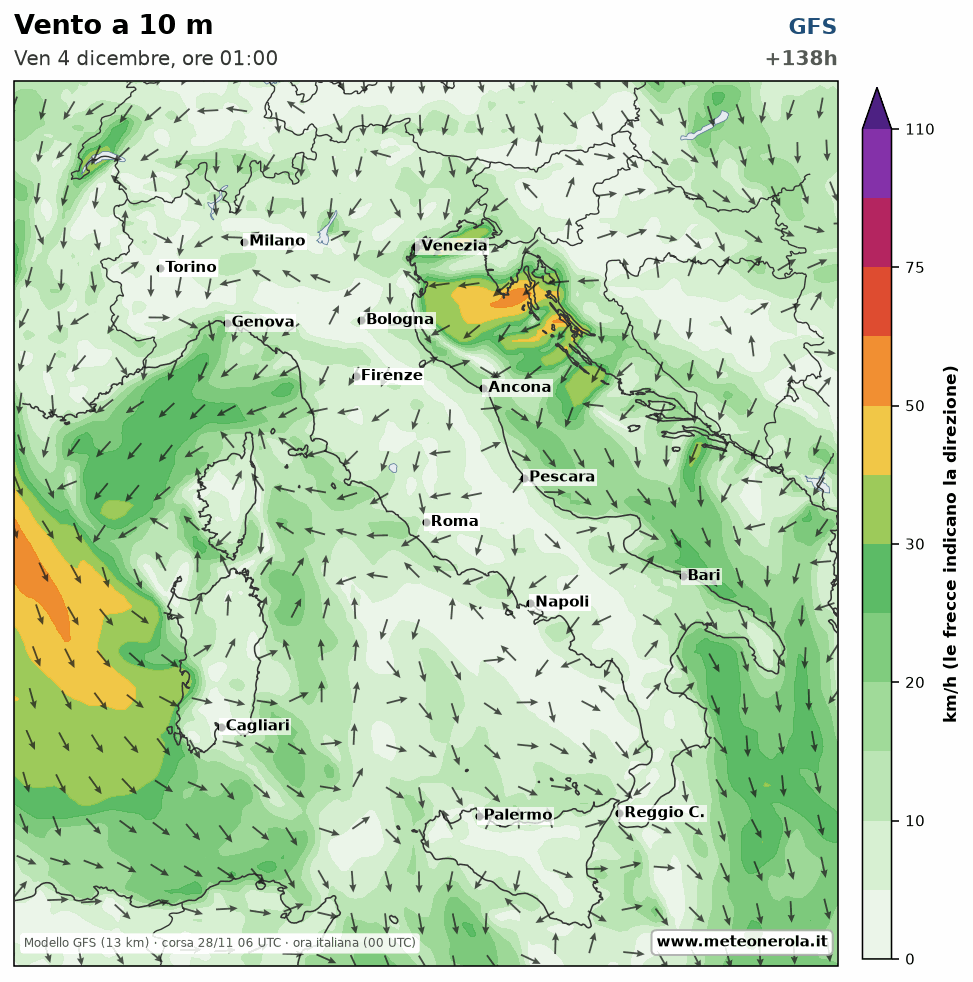 Vento a 10 m
GFS
Ven 4 dicembre, ore 01:00
+138h
110
75
50
30
20
10
0
km/h (le frecce indicano la direzione)
Milano
Venezia
Torino
Genova
Bologna
Firenze
Ancona
Pescara
Roma
Bari
Napoli
Cagliari
Palermo
Reggio C.
Modello GFS (13 km) · corsa 28/11 06 UTC · ora italiana (00 UTC)
www.meteonerola.it